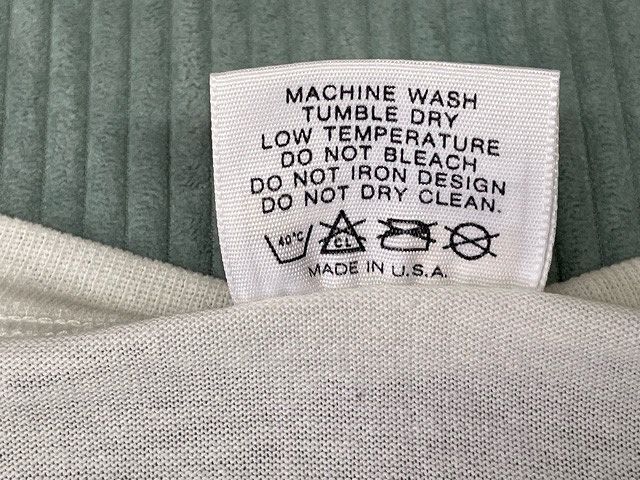 MACHINE WASH
TUMBLE DRY
LOW TEMPERATURE
DO NOT BLEACH
DO NOT IRON DESIGN
DO NOT DRY CLEAN.
40°C CL
MADE IN U.S.A.